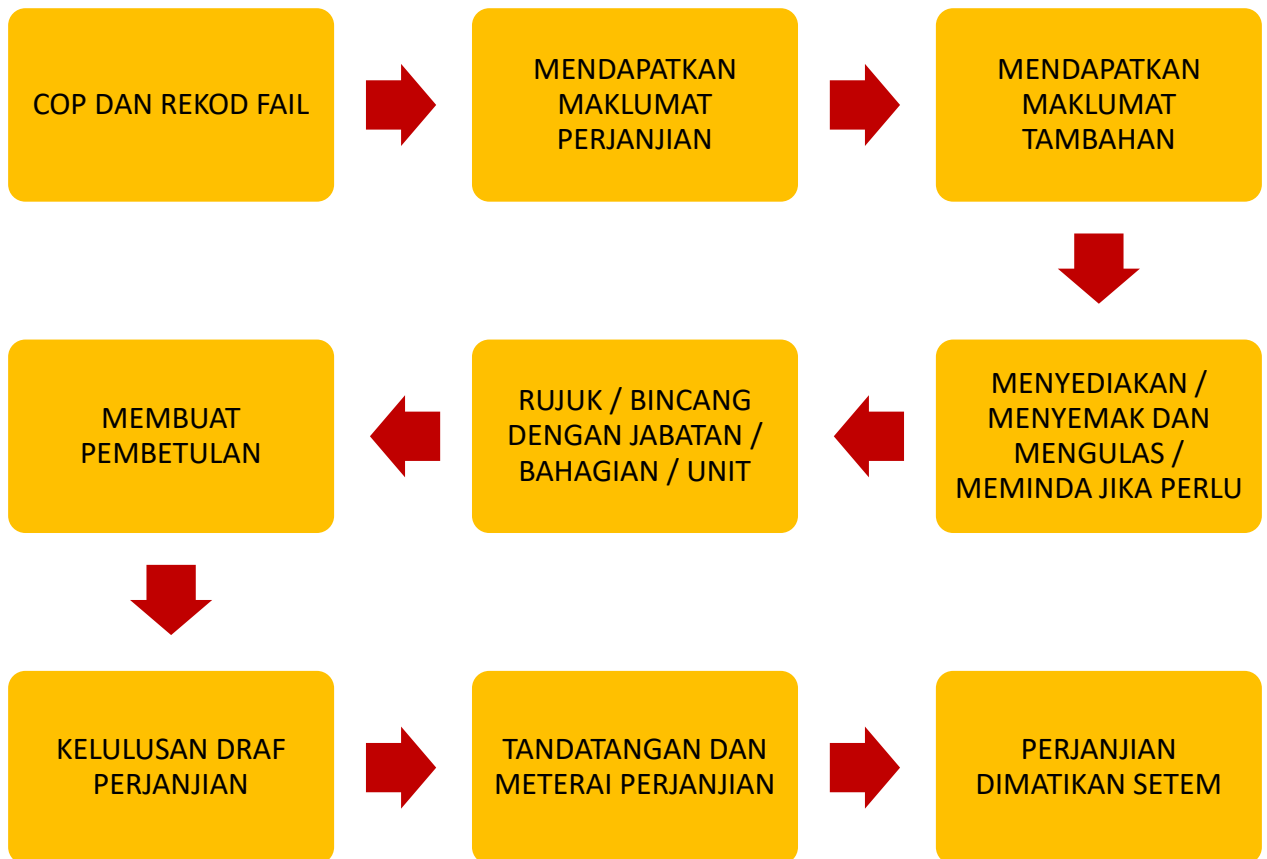 COP DAN REKOD FAIL
MENDAPATKAN
MAKLUMAT
PERJANJIAN
MENDAPATKAN
MAKLUMAT
TAMBAHAN
MENYEDIAKAN /
MENYEMAK DAN
MENGULAS /
MEMINDA JIKA PERLU
RUJUK / BINCANG
DENGAN JABATAN /
BAHAGIAN / UNIT
MEMBUAT
PEMBETULAN
KELULUSAN DRAF
PERJANJIAN
TANDATANGAN DAN
METERAI PERJANJIAN
PERJANJIAN
DIMATIKAN SETEM